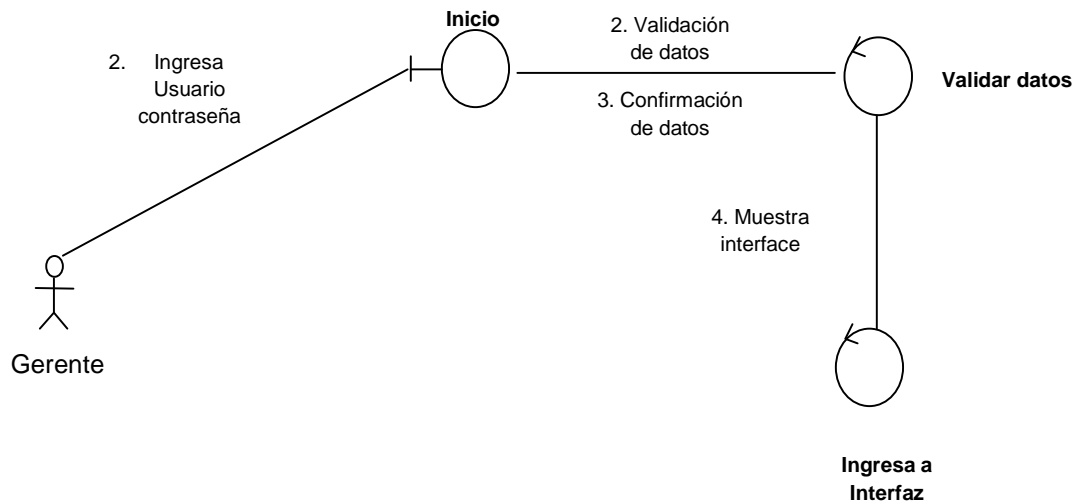 Inicio
2. Ingresa
Usuario
contraseña
2. Validación
de datos
3. Confirmación
de datos
Validar datos
4. Muestra
interface
Gerente
Ingresa a
Interfaz